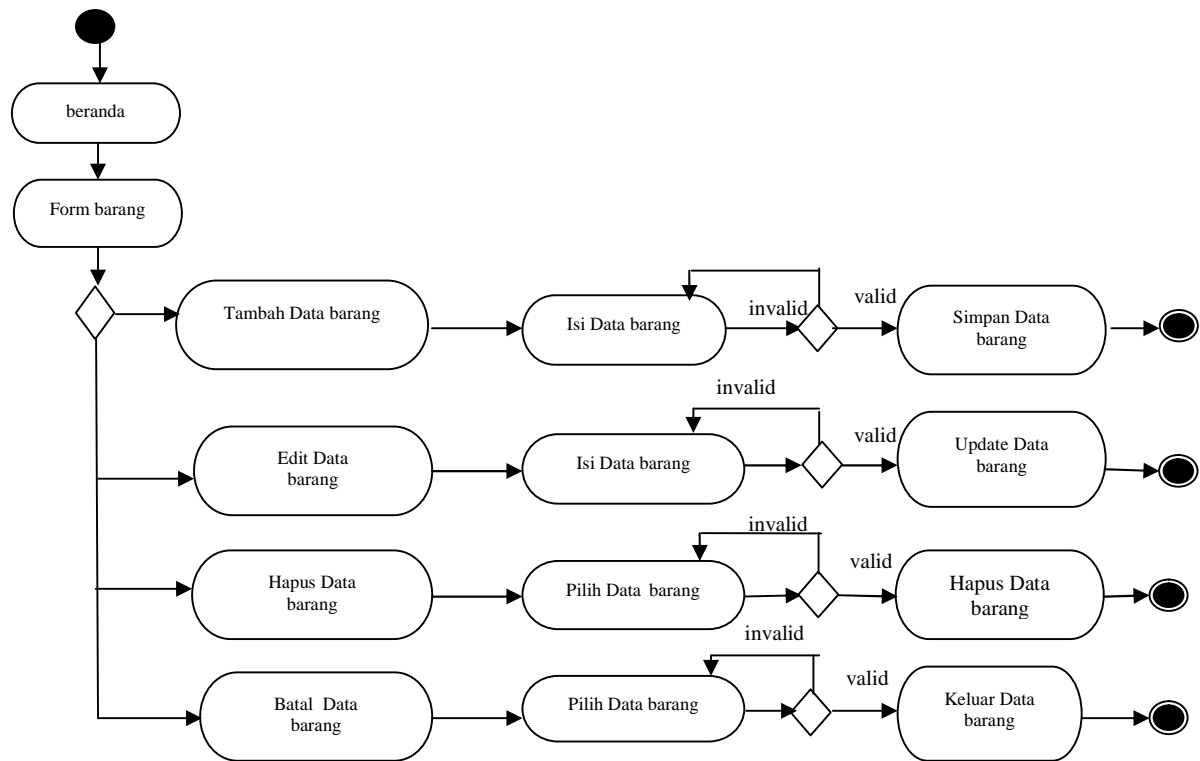 beranda
Form barang
Tambah Data barang
Isi Data barang
invalid
valid
Simpan Data
barang
Edit Data
barang
Isi Data barang
invalid
valid
Update Data
barang
Hapus Data
barang
Pilih Data  barang
invalid
valid
Hapus Data
barang
Batal  Data
barang
Pilih Data barang
invalid
valid
Keluar Data
barang